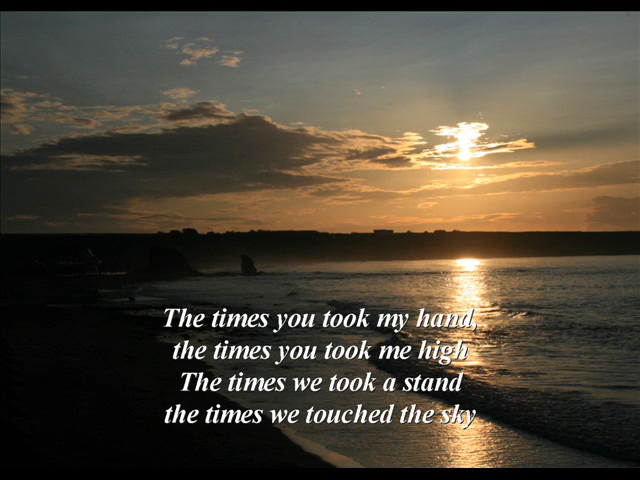 The times you took my hand,
the times you took me high
The times we took a stand
the times we touched the sky